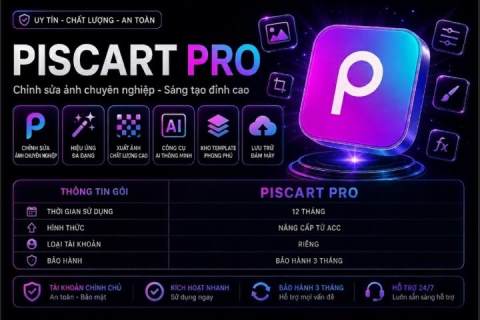 UY TÍN - CHẤT LƯỢNG - AN TOÀN
PISCART PRO
Chỉnh sửa ảnh chuyên nghiệp - Sáng tạo đỉnh cao
CHỈNH SỬA
ẢNH CHUYÊN NGHIỆP
HIỆU ỨNG
ĐA DẠNG
XUẤT ẢNH
CHẤT LƯỢNG CAO
AI
CÔNG CỤ
AI THÔNG MINH
KHO TEMPLATE
PHONG PHÚ
LƯU TRỮ
ĐÁM MÂY
fx
THÔNG TIN GÓI
PISCART PRO
THỜI GIAN SỬ DỤNG
12 THÁNG
HÌNH THỨC
NÂNG CẤP TỪ ACC
LOẠI TÀI KHOẢN
RIÊNG
BẢO HÀNH
BẢO HÀNH 3 THÁNG
TÀI KHOẢN CHÍNH CHỦ
An toàn - Bảo mật
KÍCH HOẠT NHANH
Sử dụng ngay
BẢO HÀNH 3 THÁNG
Hỗ trợ mọi vấn đề
HỖ TRỢ 24/7
Luôn sẵn sàng hỗ trợ